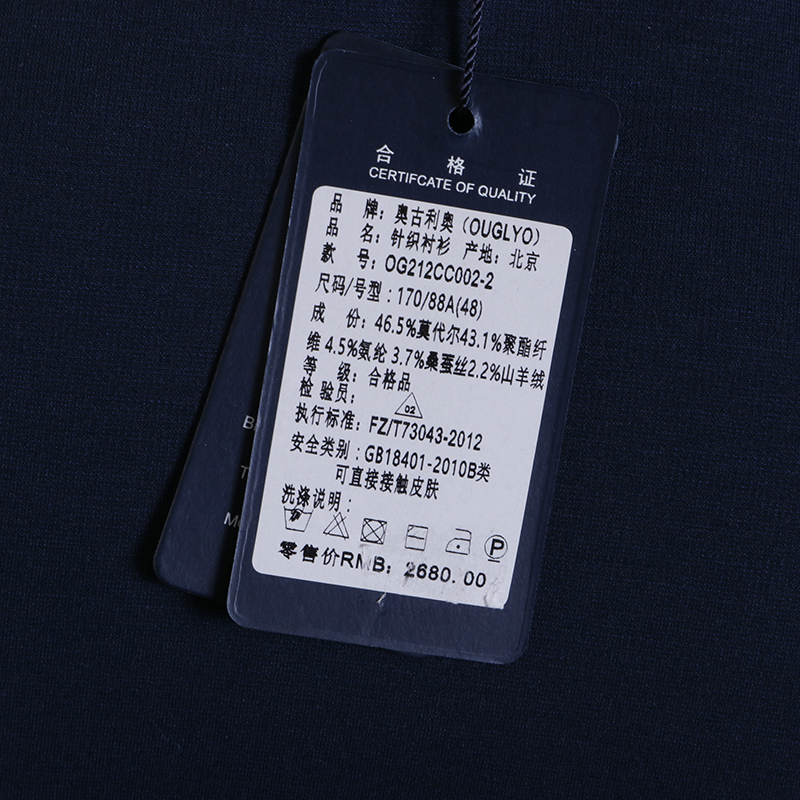 合 格 证
CERTIFCATE OF QUALITY
品 牌：奥古利奥（OUGLYO）
品 名：针织衬衫 产地：北京
款 号：OG212CC002-2
尺码/号型：170/88A(48)
成 份：46.5%莫代尔43.1%聚酯纤
维 4.5%氨纶 3.7%桑蚕丝2.2%山羊绒
等 级：合格品
检 验员：
02
执行标准：FZ/T73043-2012
安全类别：GB18401-2010B类
可直接接触皮肤
洗涤说明：
P
零售价RMB：2680.00